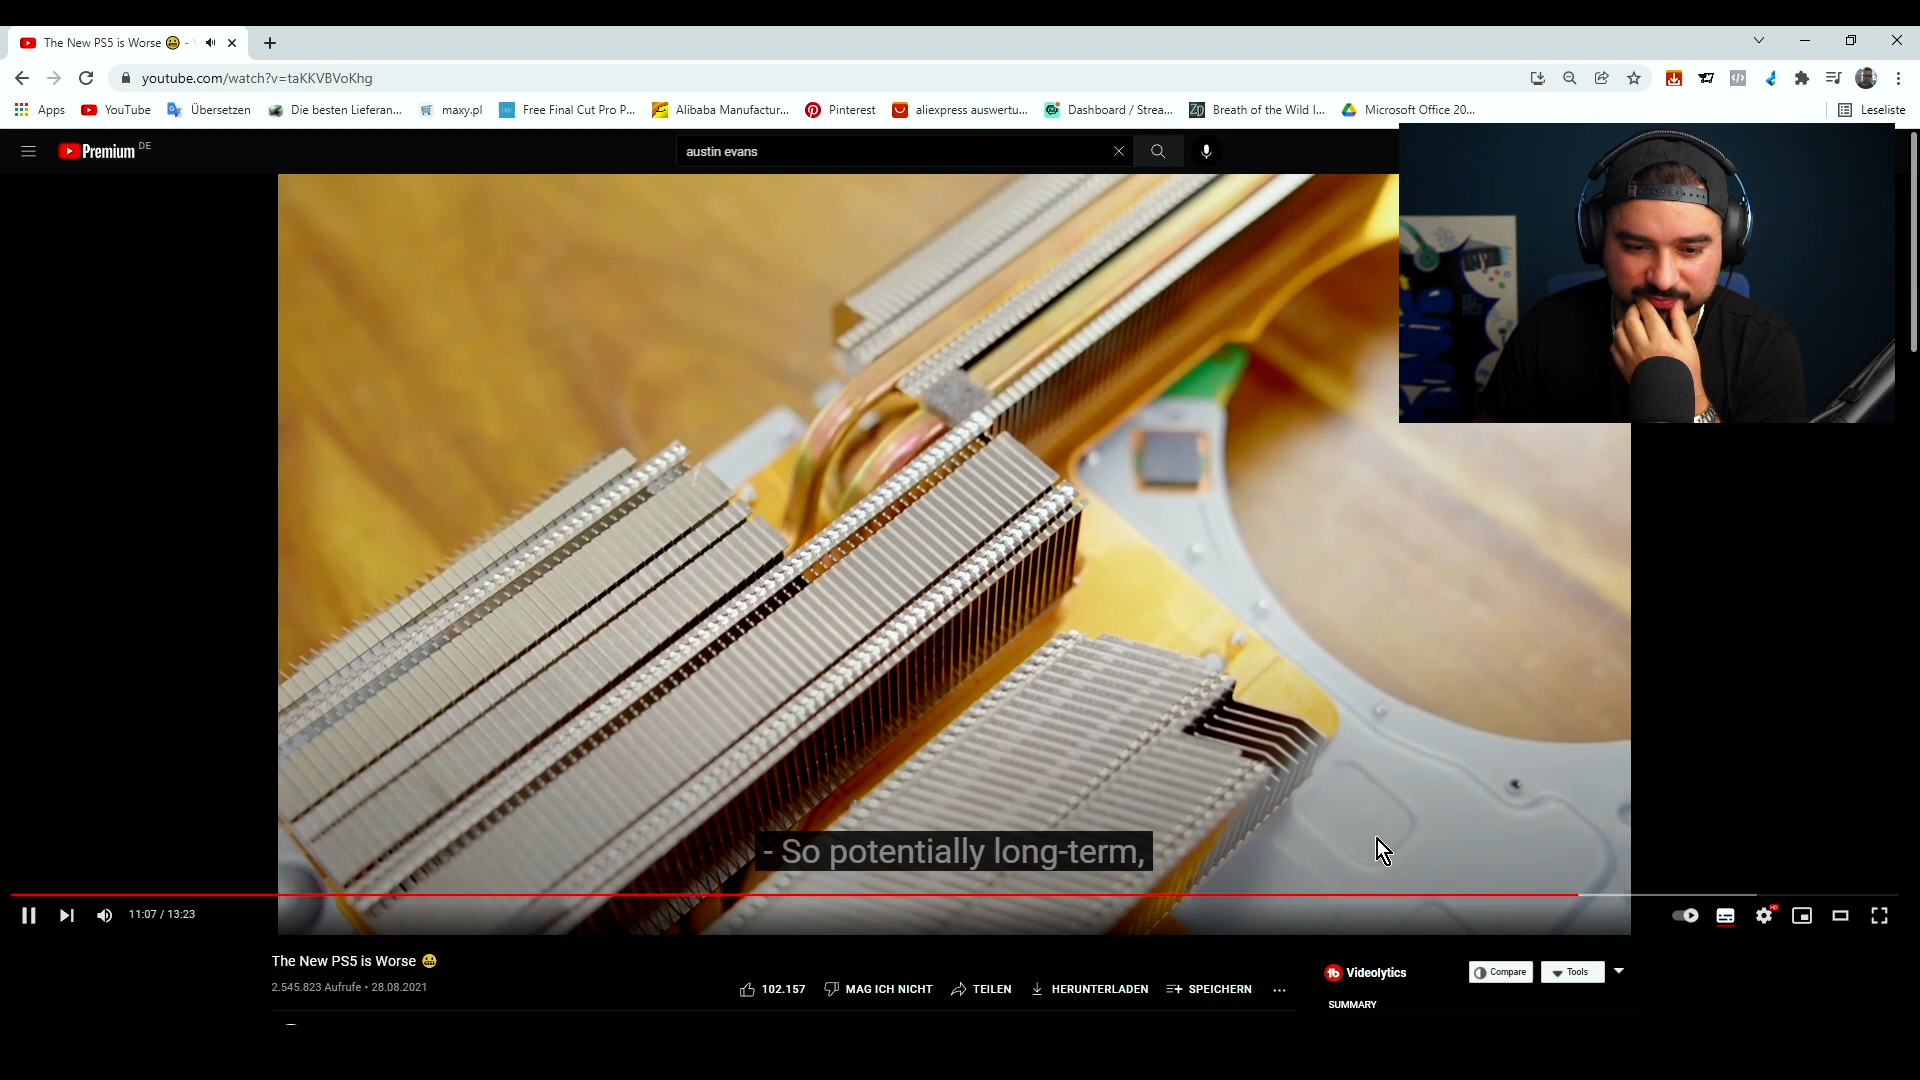 The New PS5 is Worse 😬 -
youtube.com/watch?v=taKKVBVoKhg
Apps YouTube Übersetzen Die besten Lieferan... maxy.pl Free Final Cut Pro P... Alibaba Manufactur... Pinterest aliexpress auswertu... Dashboard / Strea... Breath of the Wild I... Microsoft Office 20... Leseliste
Premium DE
austin evans
- So potentially long-term,
11:07 / 13:23
HD
The New PS5 is Worse 😬
2.545.823 Aufrufe • 28.08.2021
102.157 MAG ICH NICHT TEILEN HERUNTERLADEN SPEICHERN ...
Videolytics Compare Tools
SUMMARY